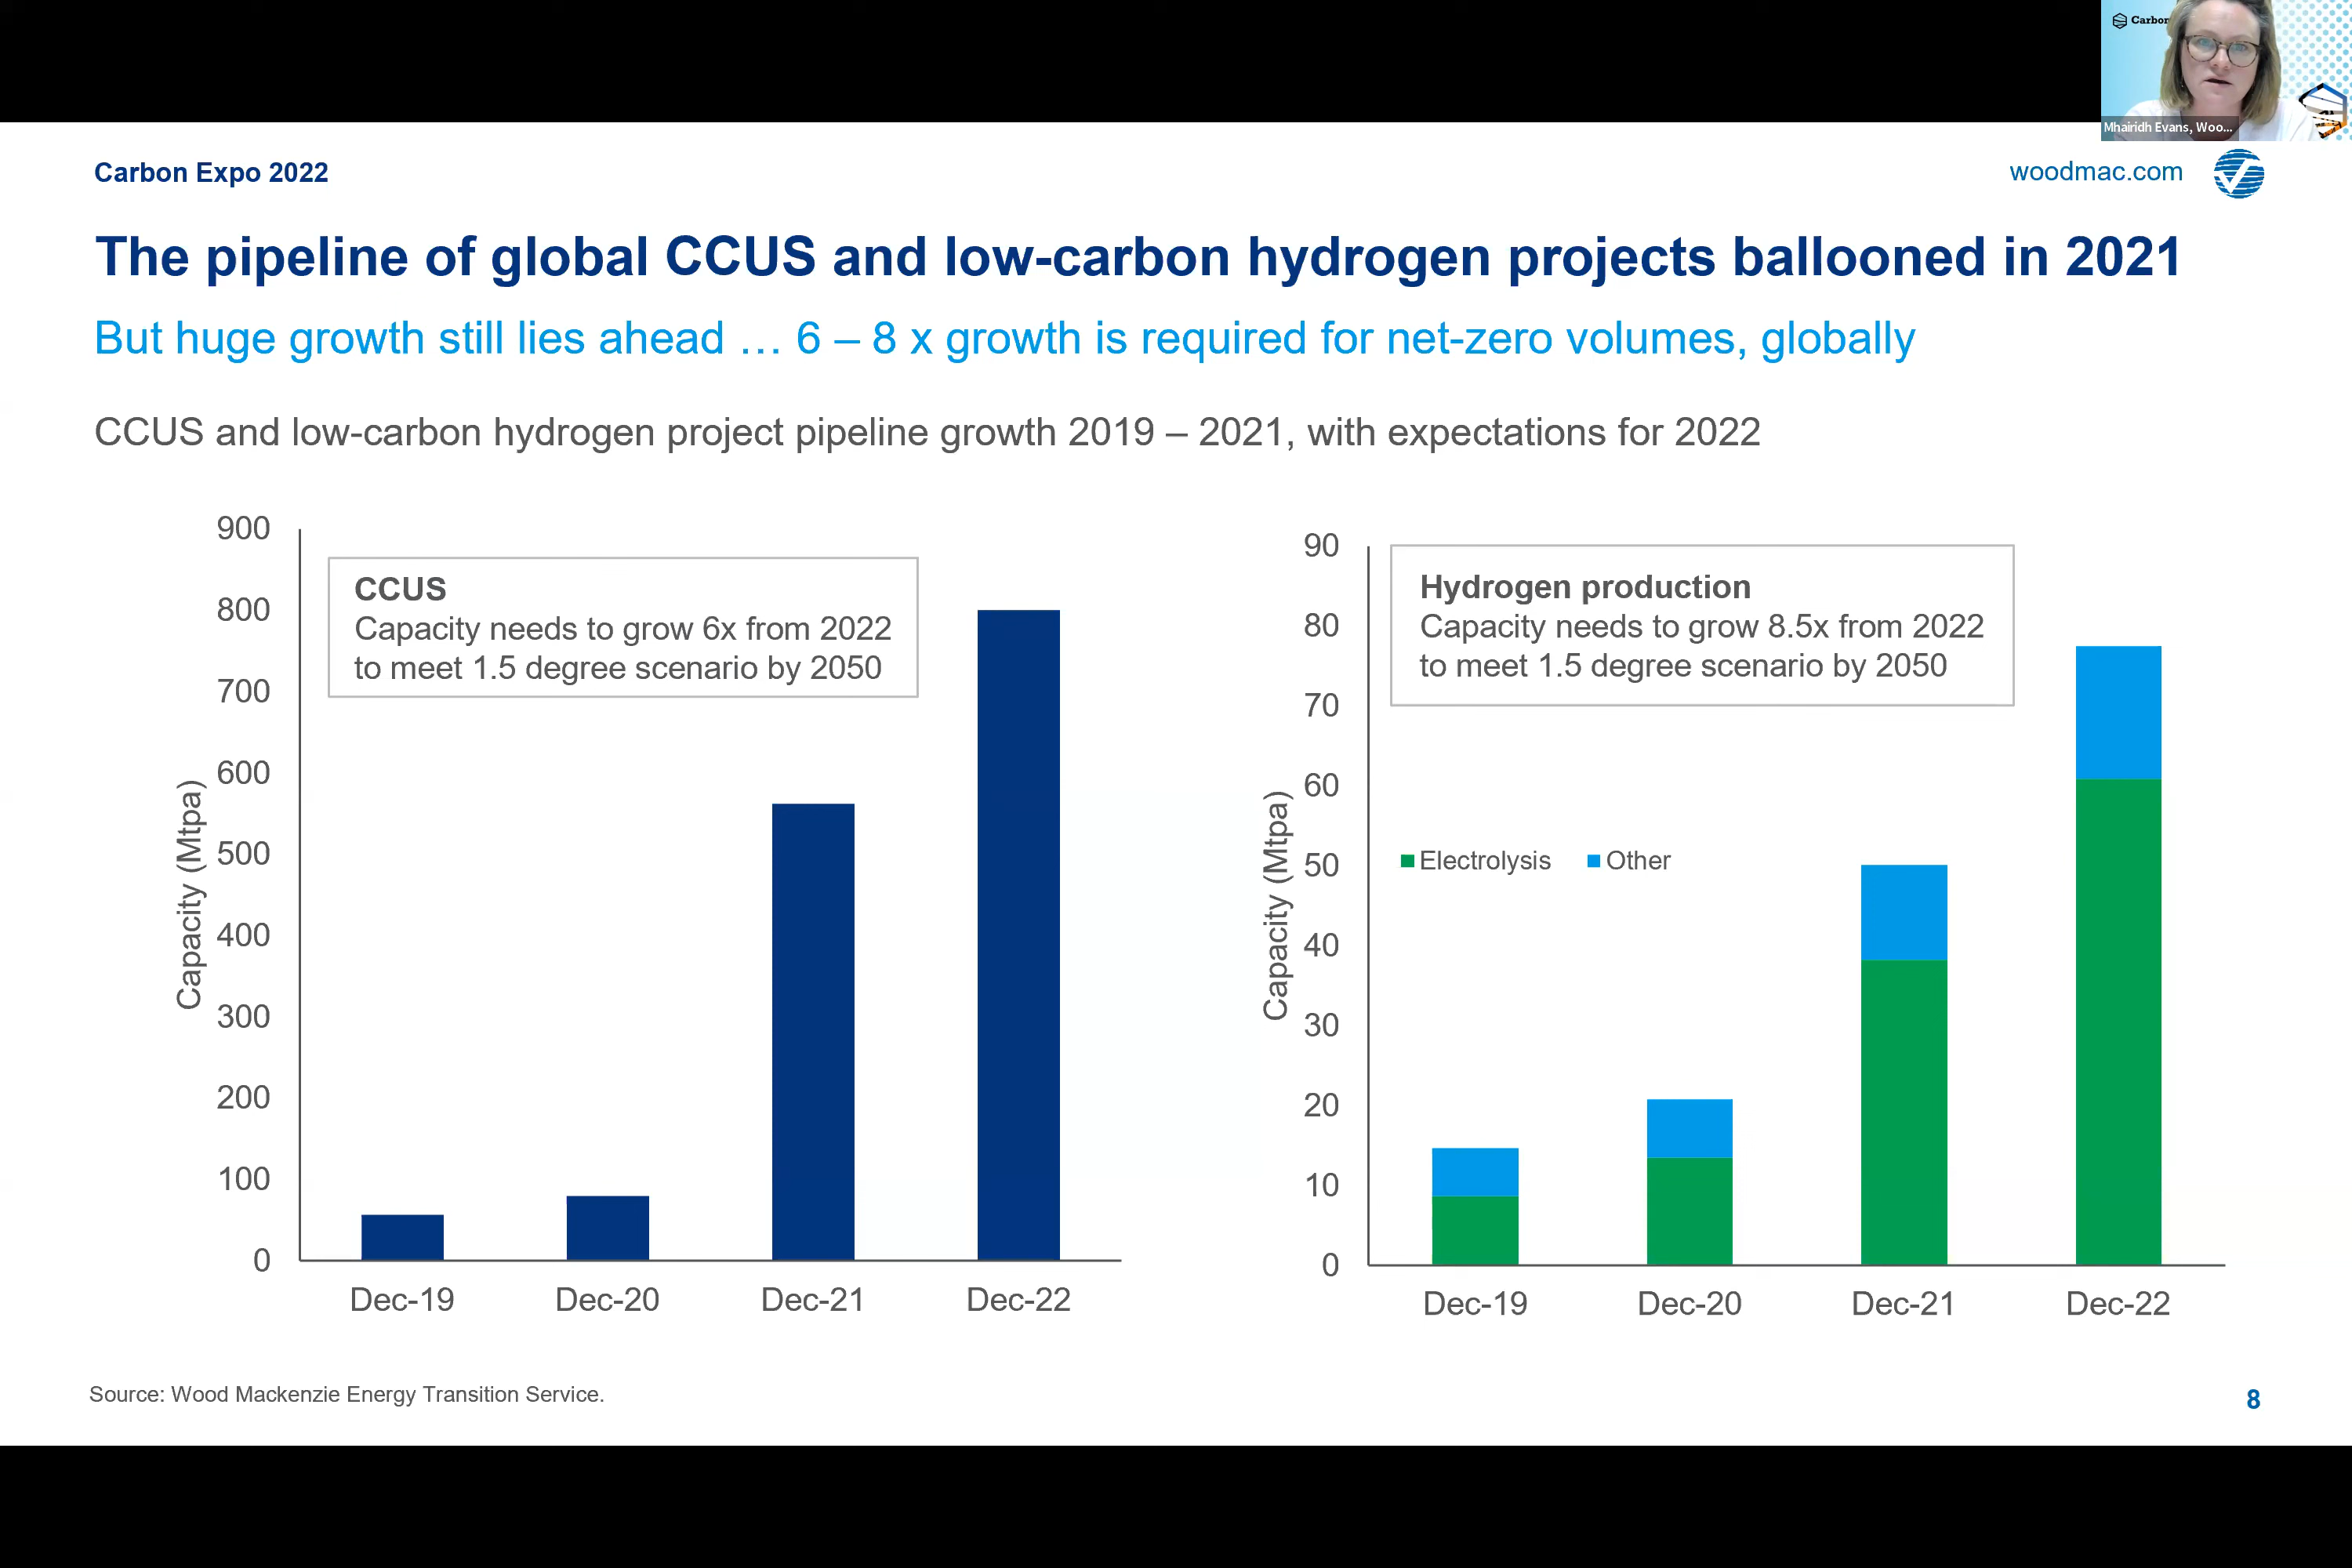 Carbon
Mhairidh Evans, Woo...
Carbon Expo 2022
woodmac.com
The pipeline of global CCUS and low-carbon hydrogen projects ballooned in 2021
But huge growth still lies ahead … 6 – 8 x growth is required for net-zero volumes, globally
CCUS and low-carbon hydrogen project pipeline growth 2019 – 2021, with expectations for 2022
Capacity (Mtpa)
900
800
700
600
500
400
300
200
100
0
CCUS
Capacity needs to grow 6x from 2022
to meet 1.5 degree scenario by 2050
Dec-19
Dec-20
Dec-21
Dec-22
Capacity (Mtpa)
90
80
70
60
50
40
30
20
10
0
Hydrogen production
Capacity needs to grow 8.5x from 2022
to meet 1.5 degree scenario by 2050
Electrolysis
Other
Dec-19
Dec-20
Dec-21
Dec-22
Source: Wood Mackenzie Energy Transition Service.
8